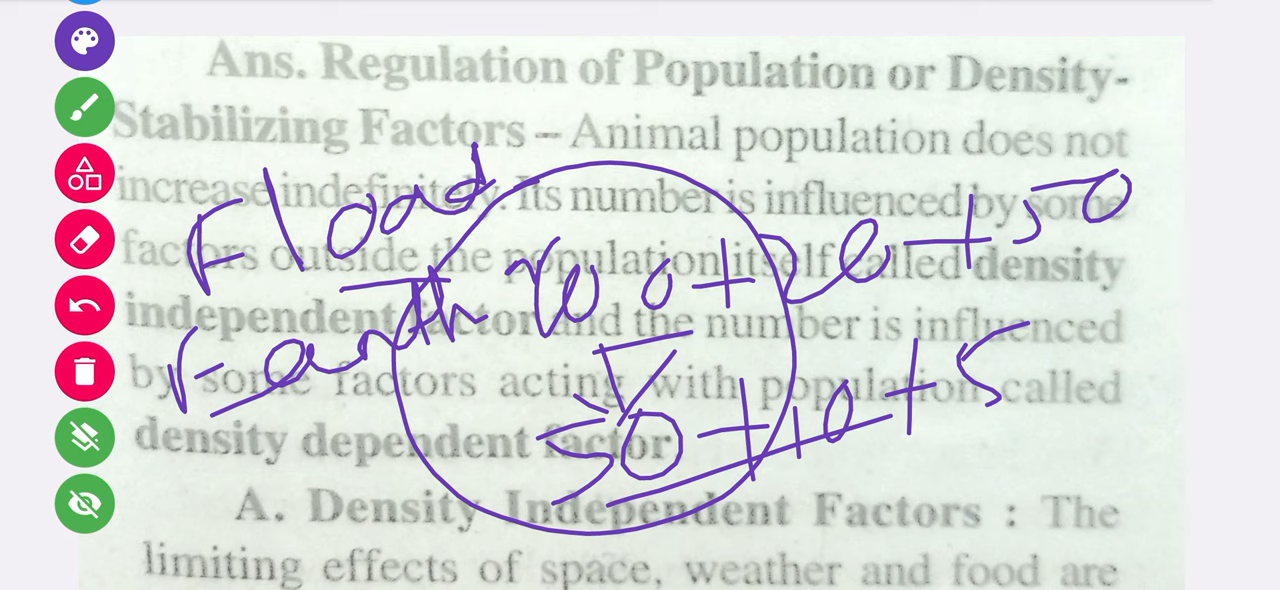 Ans. Regulation of Population or Density-
Stabilizing Factors – Animal population does not
increase indefinitely. Its number is influenced by some
factors outside the population itself called density
independent factor and the number is influenced
by some factors acting with population called
density dependent factor)
A. Density Independent Factors : The
limiting effects of space, weather and food are
Flood
50
50+10+5